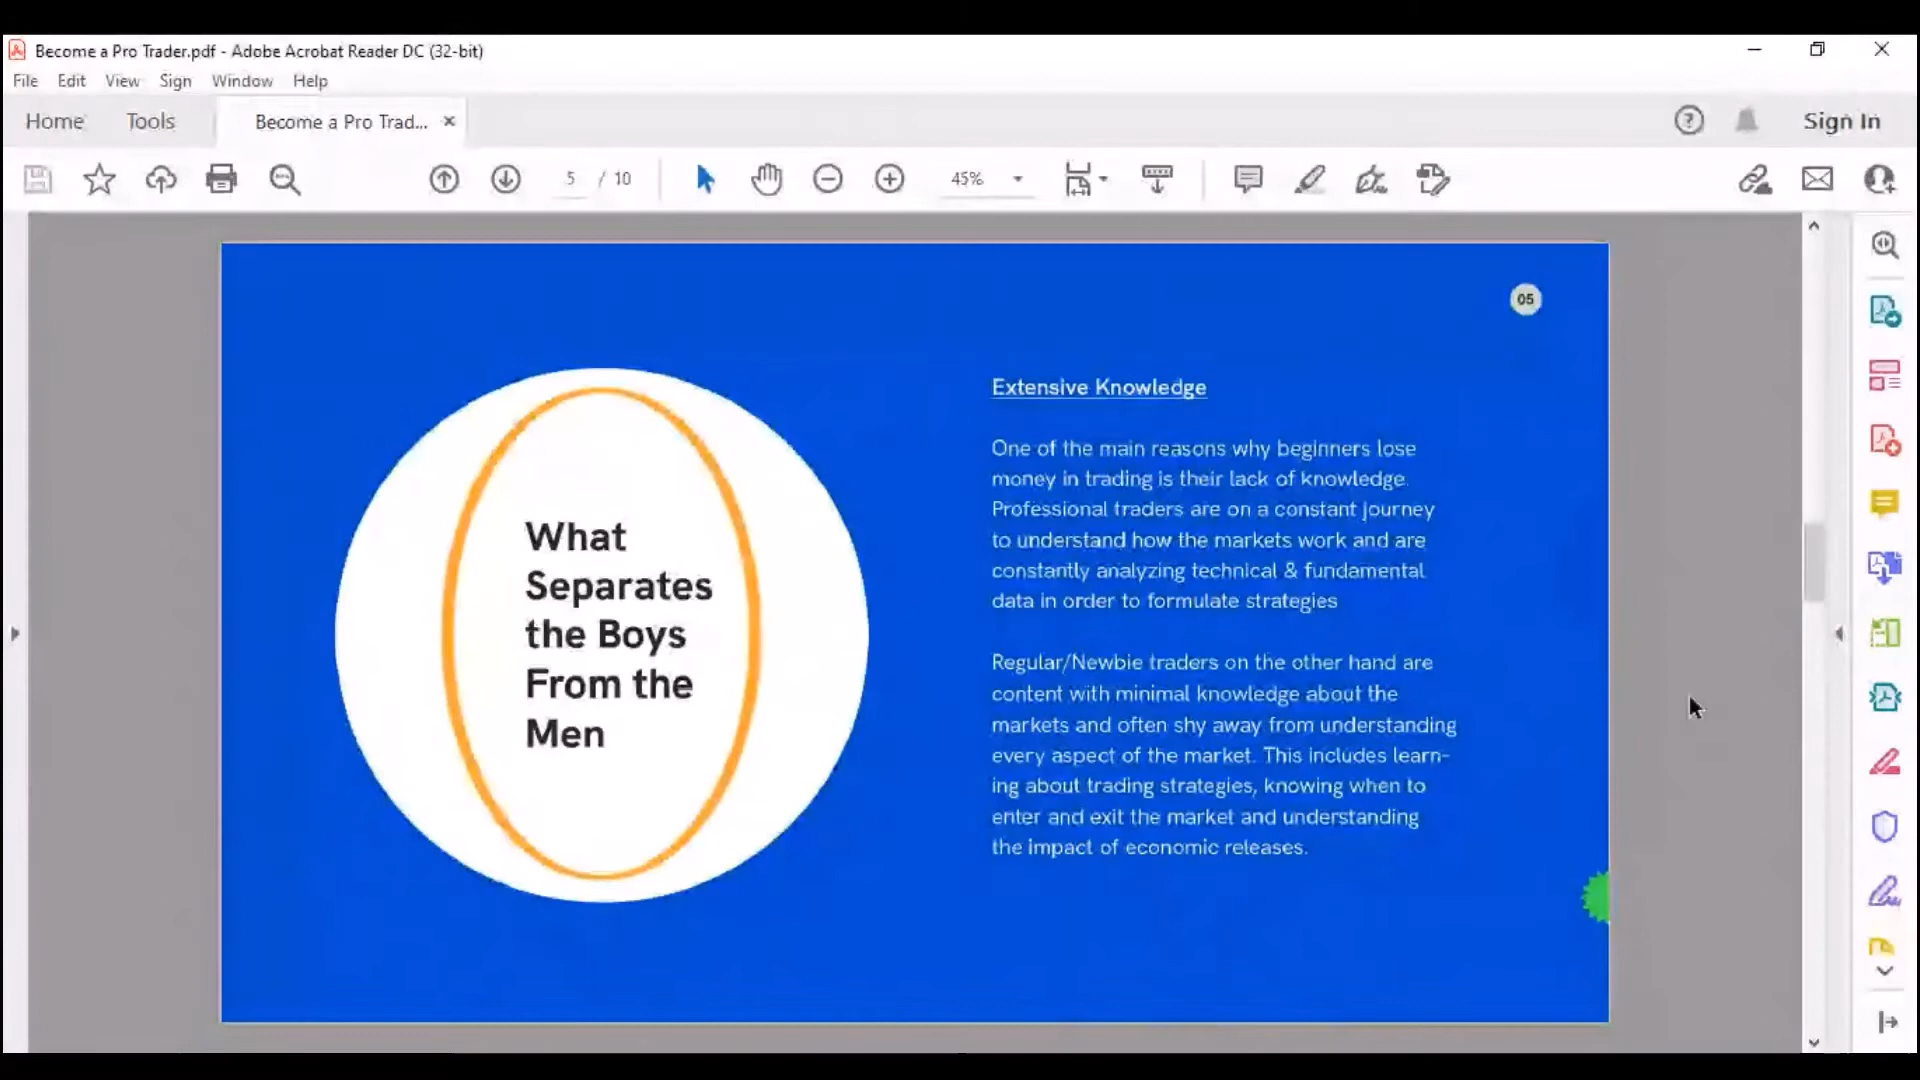 Become a Pro Trader.pdf - Adobe Acrobat Reader DC (32-bit)
File Edit View Sign Window Help
Home Tools Become a Pro Trad... Sign In
5 / 10 45%
05
What
Separates
the Boys
From the
Men
Extensive Knowledge
One of the main reasons why beginners lose
money in trading is their lack of knowledge.
Professional traders are on a constant journey
to understand how the markets work and are
constantly analyzing technical & fundamental
data in order to formulate strategies
Regular/Newbie traders on the other hand are
content with minimal knowledge about the
markets and often shy away from understanding
every aspect of the market. This includes learn-
ing about trading strategies, knowing when to
enter and exit the market and understanding
the impact of economic releases.